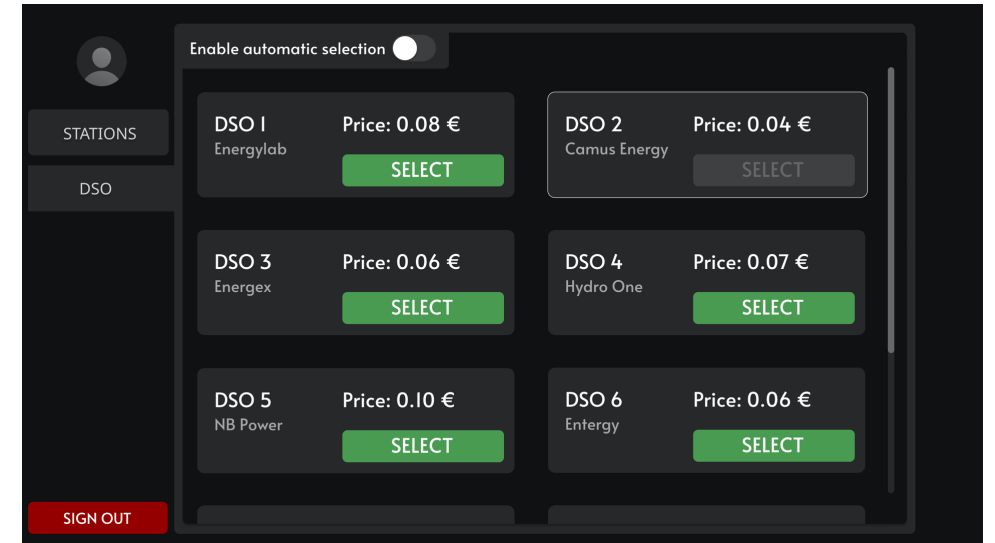 Enable automatic selection
STATIONS
DSO
SIGN OUT
DSO 1
Energylab
Price: 0.08 €
SELECT
DSO 2
Camus Energy
Price: 0.04 €
SELECT
DSO 3
Energex
Price: 0.06 €
SELECT
DSO 4
Hydro One
Price: 0.07 €
SELECT
DSO 5
NB Power
Price: 0.10 €
SELECT
DSO 6
Entergy
Price: 0.06 €
SELECT